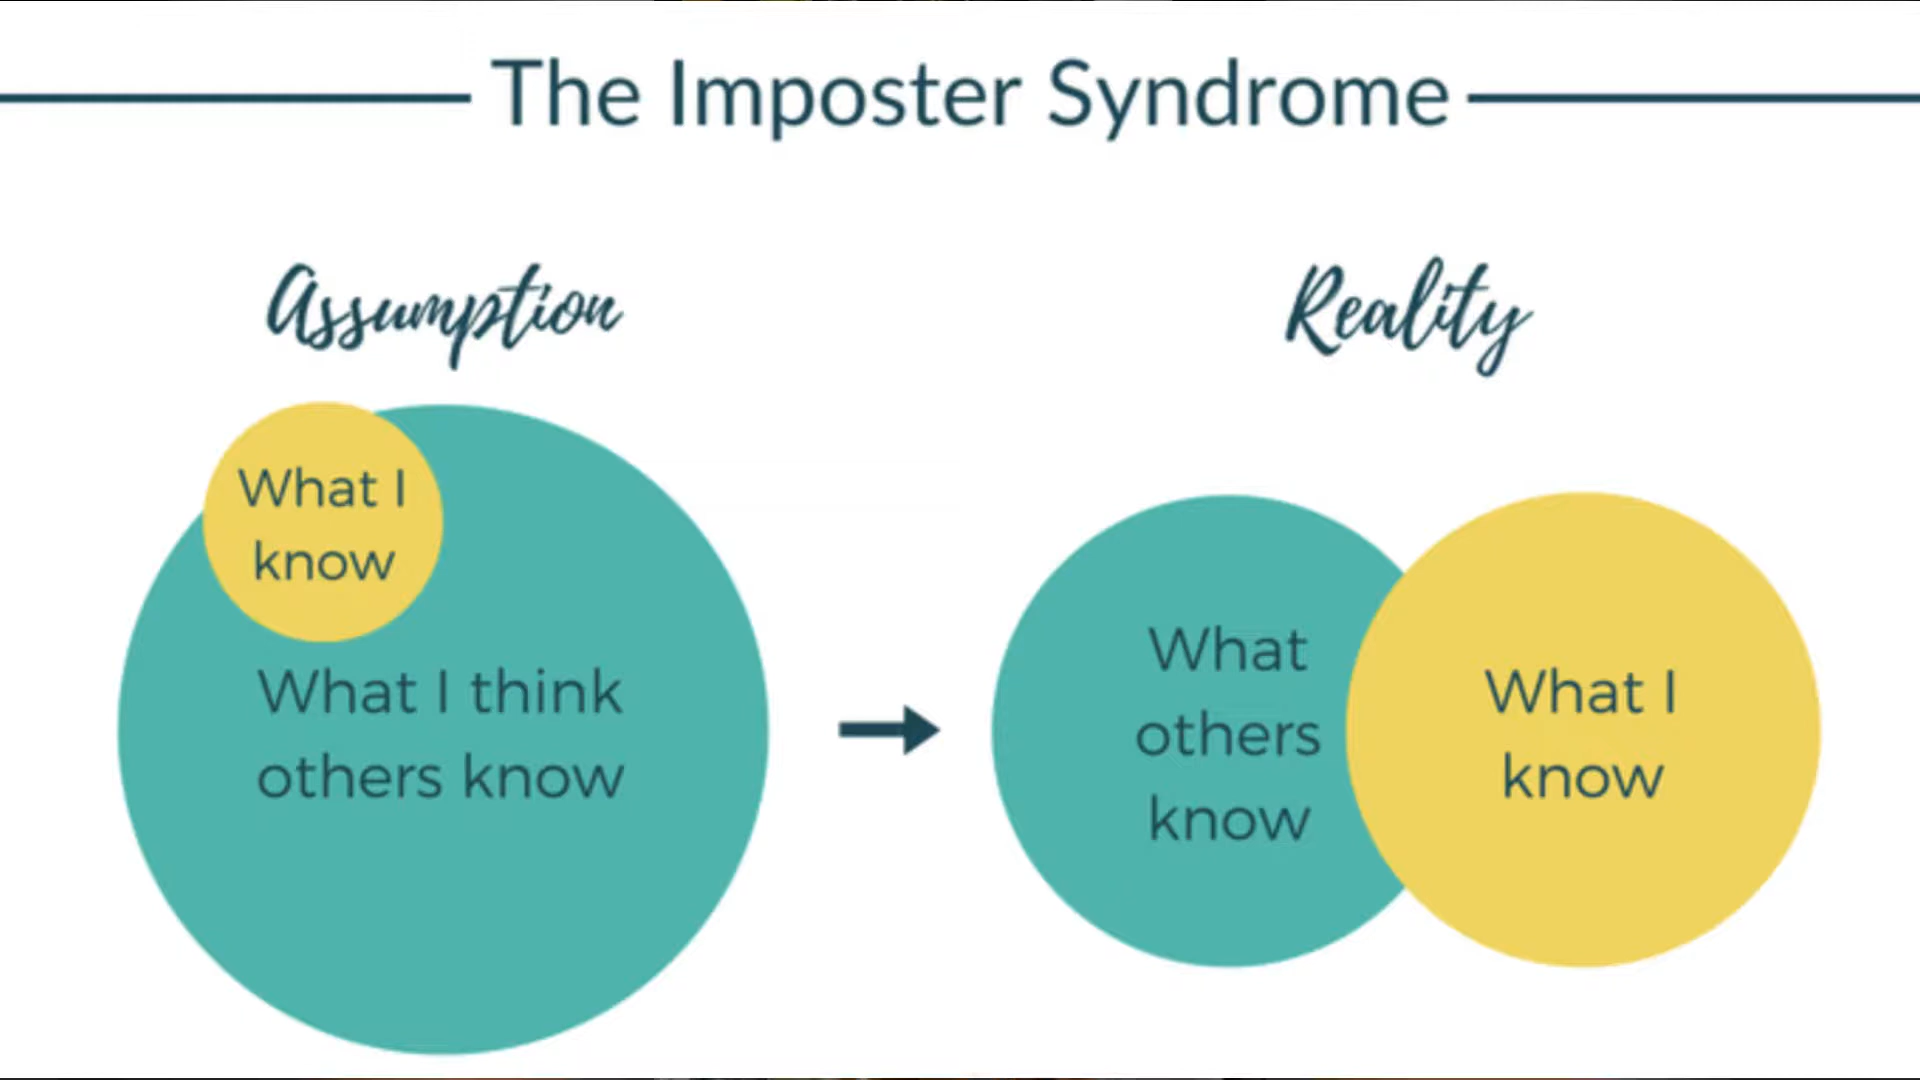 The Imposter Syndrome
Assumption
What I
know
What I think
others know
Reality
What
others
know
What I
know